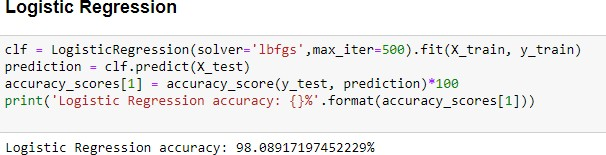 Logistic Regression
clf = LogisticRegression(solver='lbfgs',max_iter=500).fit(X_train, y_train)
prediction = clf.predict(X_test)
accuracy_scores[1] = accuracy_score(y_test, prediction)*100
print('Logistic Regression accuracy: {}%'.format(accuracy_scores[1]))
Logistic Regression accuracy: 98.08917197452229%